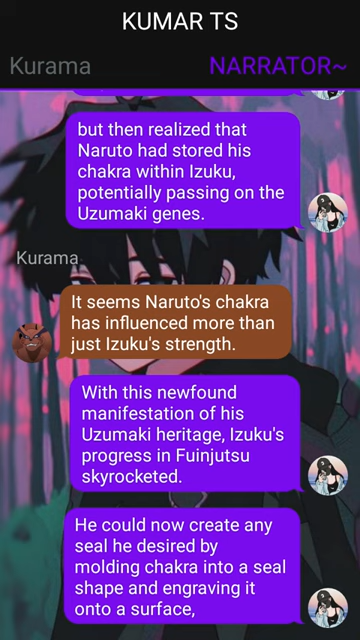 KUMAR TS
Kurama NARRATOR~
but then realized that
Naruto had stored his
chakra within Izuku,
potentially passing on the
Uzumaki genes.
Kurama
It seems Naruto's chakra
has influenced more than
just Izuku's strength.
With this newfound
manifestation of his
Uzumaki heritage, Izuku's
progress in Fuinjutsu
skyrocketed.
He could now create any
seal he desired by
molding chakra into a seal
shape and engraving it
onto a surface,